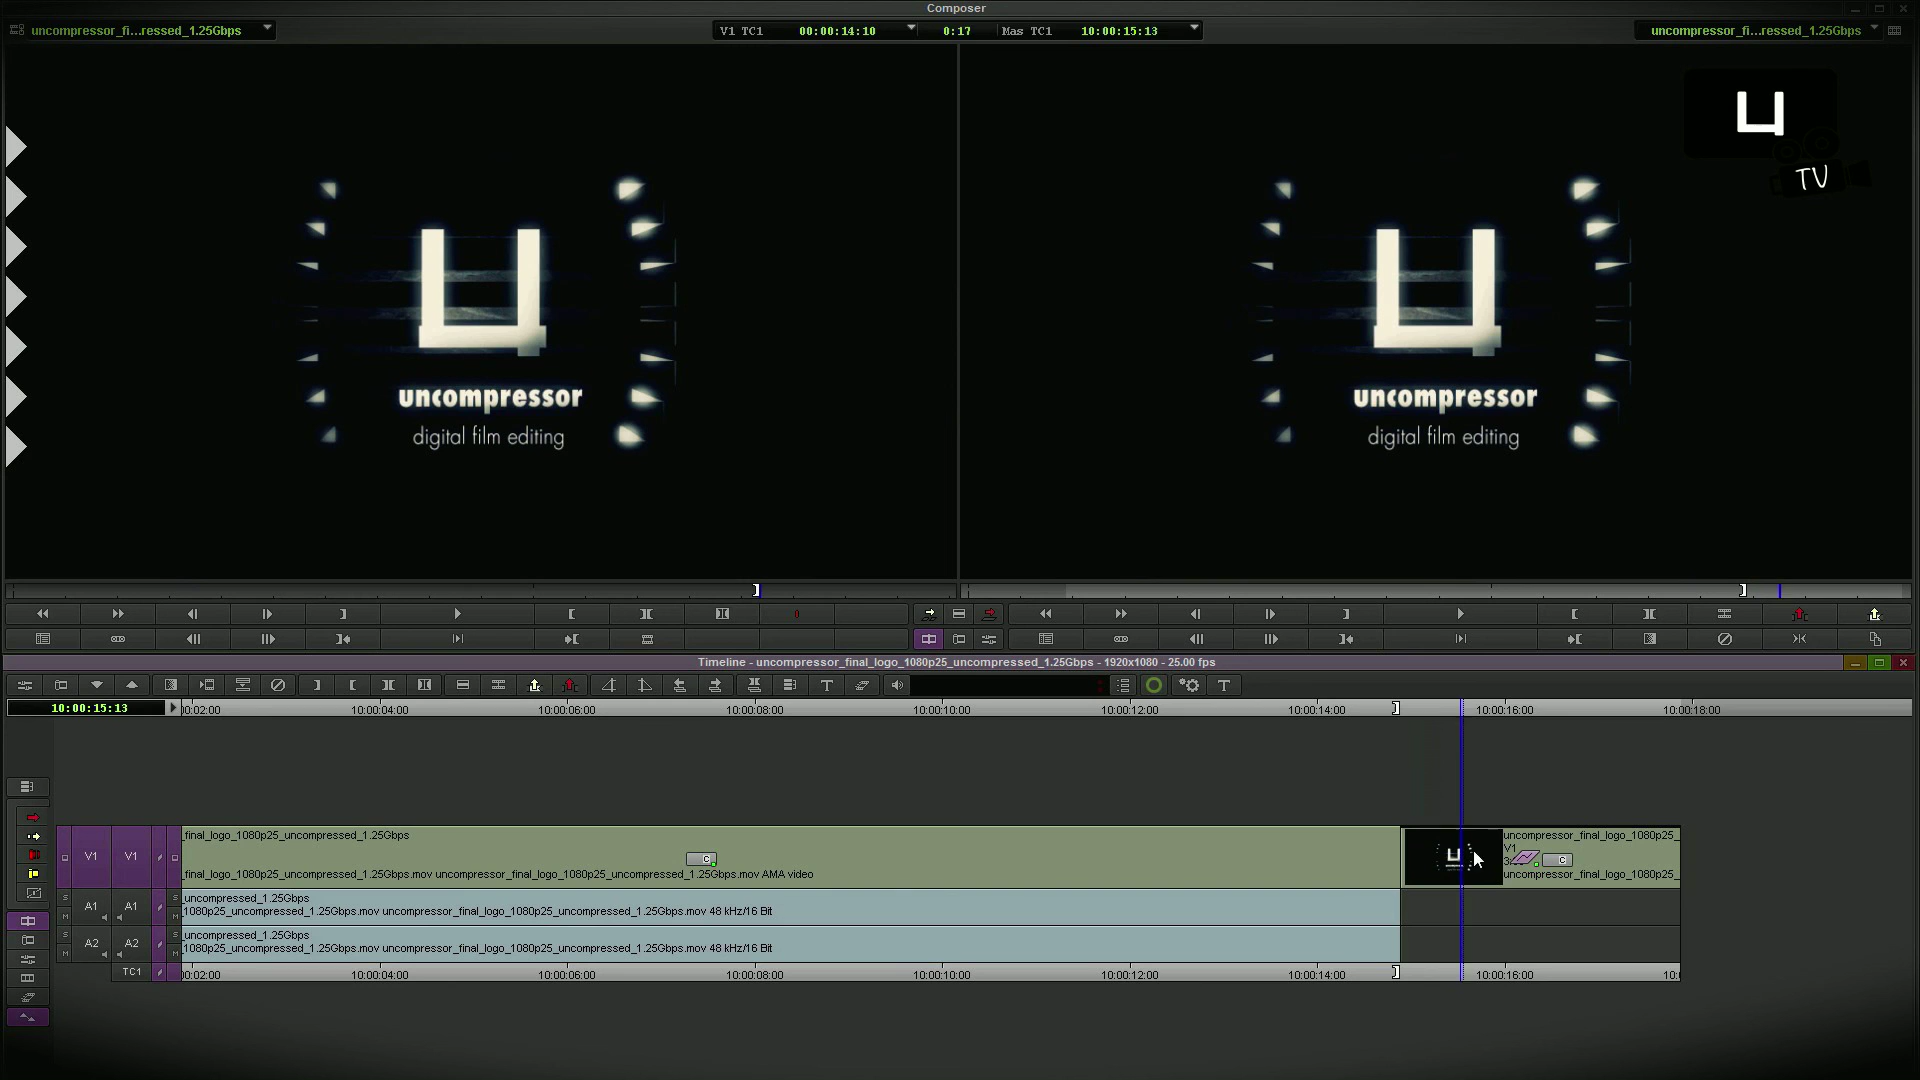 Composer
uncompressor_fi...ressed_1.25Gbps
V1 TC1 00:00:14:10 0:17 Mas TC1 10:00:15:13
uncompressor_fi...ressed_1.25Gbps
TV
uncompressor
digital film editing
uncompressor
digital film editing
Timeline - uncompressor_final_logo_1080p25_uncompressed_1.25Gbps - 1920x1080 - 25.00 fps
10:00:15:13
00:02:00 10:00:04:00 10:00:06:00 10:00:08:00 10:00:10:00 10:00:12:00 10:00:14:00 10:00:16:00 10:00:18:00
V1 V1
_final_logo_1080p25_uncompressed_1.25Gbps
C
_final_logo_1080p25_uncompressed_1.25Gbps.mov uncompressor_final_logo_1080p25_uncompressed_1.25Gbps.mov AMA video
uncompressor_final_logo_1080p25_
V1
C
uncompressor_final_logo_1080p25_
A1 A1
S
M
S
M
_uncompressed_1.25Gbps
1080p25_uncompressed_1.25Gbps.mov uncompressor_final_logo_1080p25_uncompressed_1.25Gbps.mov 48 kHz/16 Bit
A2 A2
S
M
S
M
_uncompressed_1.25Gbps
1080p25_uncompressed_1.25Gbps.mov uncompressor_final_logo_1080p25_uncompressed_1.25Gbps.mov 48 kHz/16 Bit
TC1
00:02:00 10:00:04:00 10:00:06:00 10:00:08:00 10:00:10:00 10:00:12:00 10:00:14:00 10:00:16:00 10:0